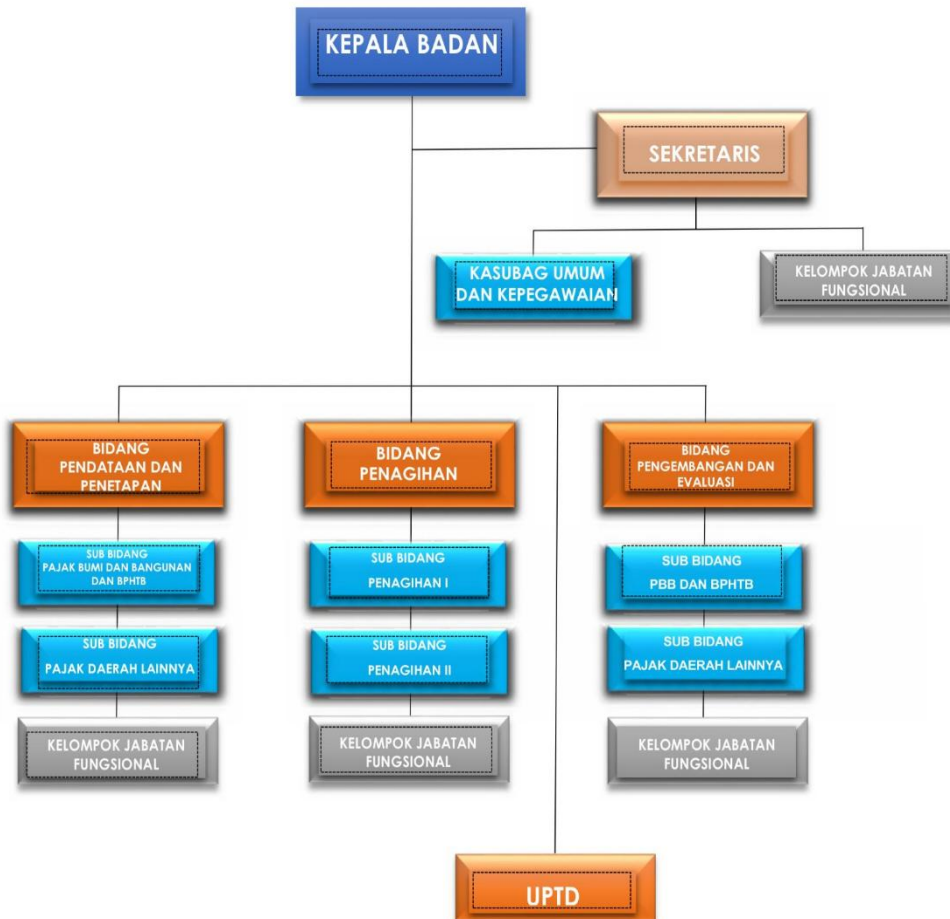 KEPALA BADAN
SEKRETARIS
KASUBAG UMUM
DAN KEPEGAWAIAN
KELOMPOK JABATAN
FUNGSIONAL
BIDANG
PENDATAAN DAN
PENETAPAN
BIDANG
PENAGIHAN
BIDANG
PENGEMBANGAN DAN
EVALUASI
SUB BIDANG
PAJAK BUMI DAN BANGUNAN
DAN BPHTB
SUB BIDANG
PENAGIHAN I
SUB BIDANG
PBB DAN BPHTB
SUB BIDANG
PAJAK DAERAH LAINNYA
SUB BIDANG
PENAGIHAN II
SUB BIDANG
PAJAK DAERAH LAINNYA
KELOMPOK JABATAN
FUNGSIONAL
KELOMPOK JABATAN
FUNGSIONAL
KELOMPOK JABATAN
FUNGSIONAL
UPTD